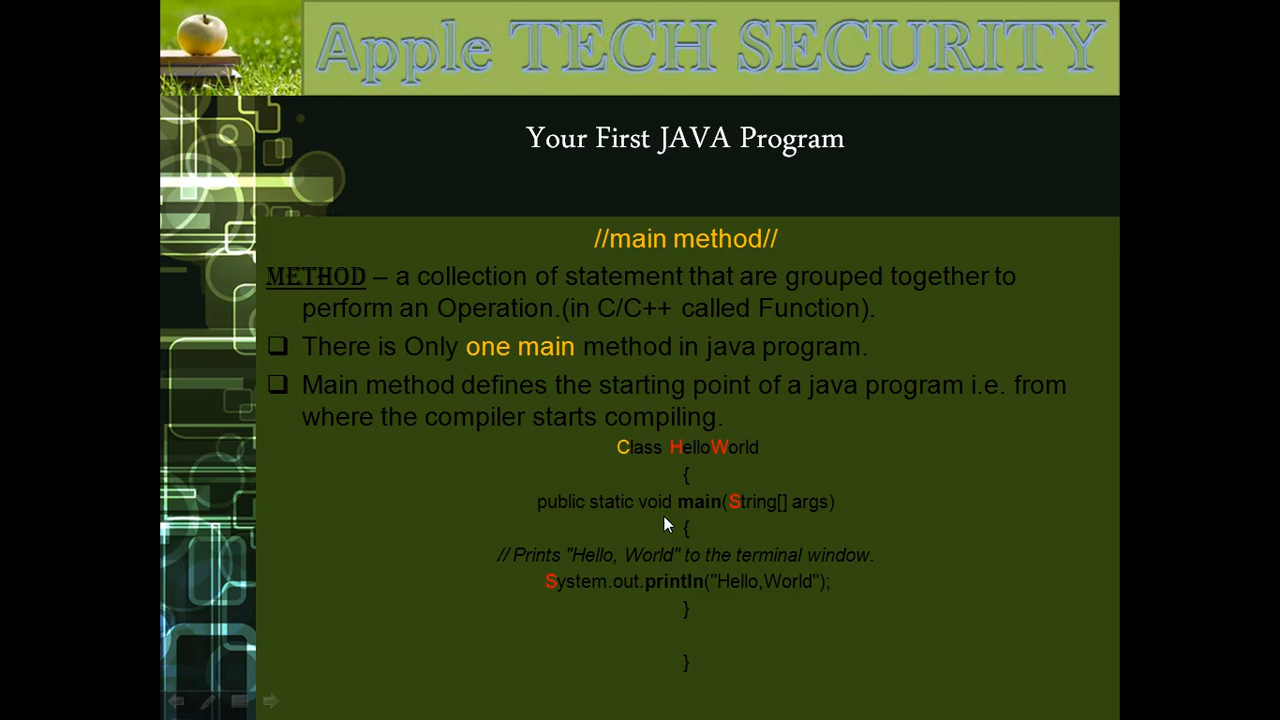 Apple TECH SECURITY
Your First JAVA Program
//main method//
METHOD – a collection of statement that are grouped together to
perform an Operation.(in C/C++ called Function).
❑ There is Only one main method in java program.
❑ Main method defines the starting point of a java program i.e. from
where the compiler starts compiling.
Class HelloWorld
{
public static void main(String[] args)
{
// Prints "Hello, World" to the terminal window.
System.out.println("Hello,World");
}
}